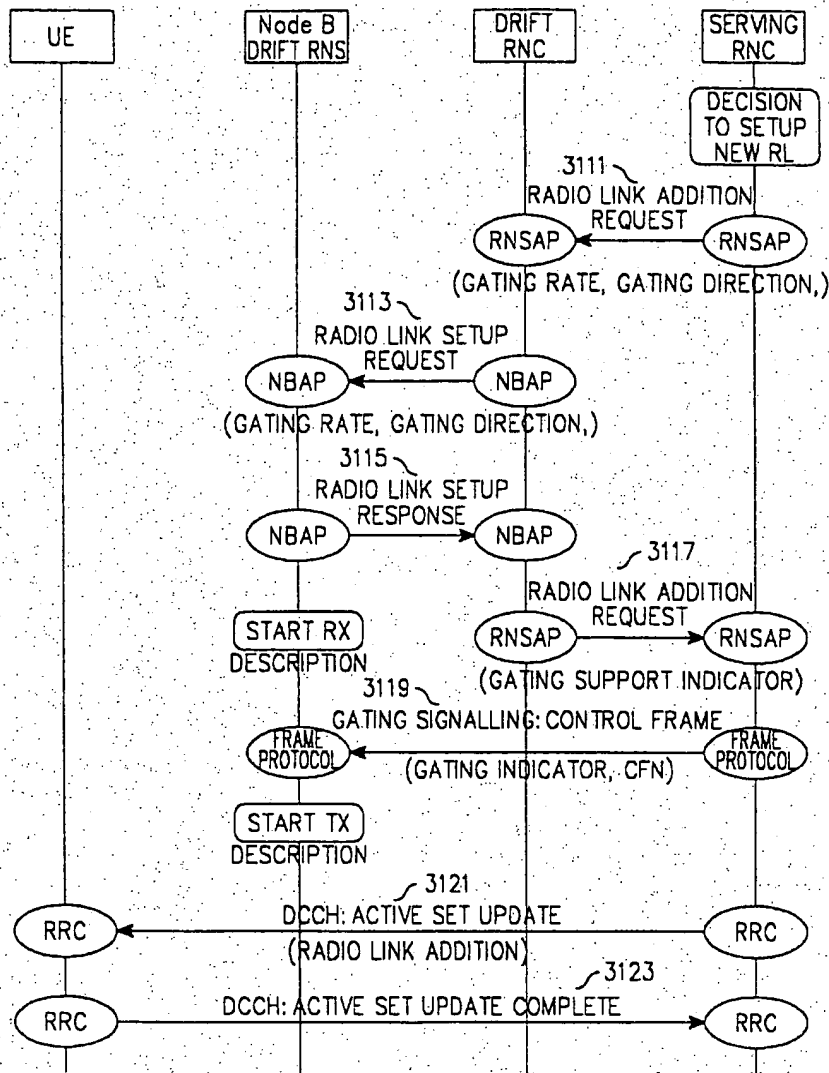 UE
Node B
DRIFT RNS
DRIFT
RNC
SERVING
RNC
DECISION
TO SETUP
NEW RL
3111
RADIO LINK ADDITION
REQUEST
RNSAP
RNSAP
(GATING RATE, GATING DIRECTION,)
3113
RADIO LINK SETUP
REQUEST
NBAP
NBAP
(GATING RATE, GATING DIRECTION,)
3115
RADIO LINK SETUP
RESPONSE
NBAP
NBAP
3117
RADIO LINK ADDITION
REQUEST
START RX
DESCRIPTION
RNSAP
RNSAP
(GATING SUPPORT INDICATOR)
3119
GATING SIGNALLING: CONTROL FRAME
FRAME
PROTOCOL
FRAME
PROTOCOL
(GATING INDICATOR, CFN)
START TX
DESCRIPTION
3121
DCCH: ACTIVE SET UPDATE
RRC
RRC
(RADIO LINK ADDITION)
3123
DCCH: ACTIVE SET UPDATE COMPLETE
RRC
RRC